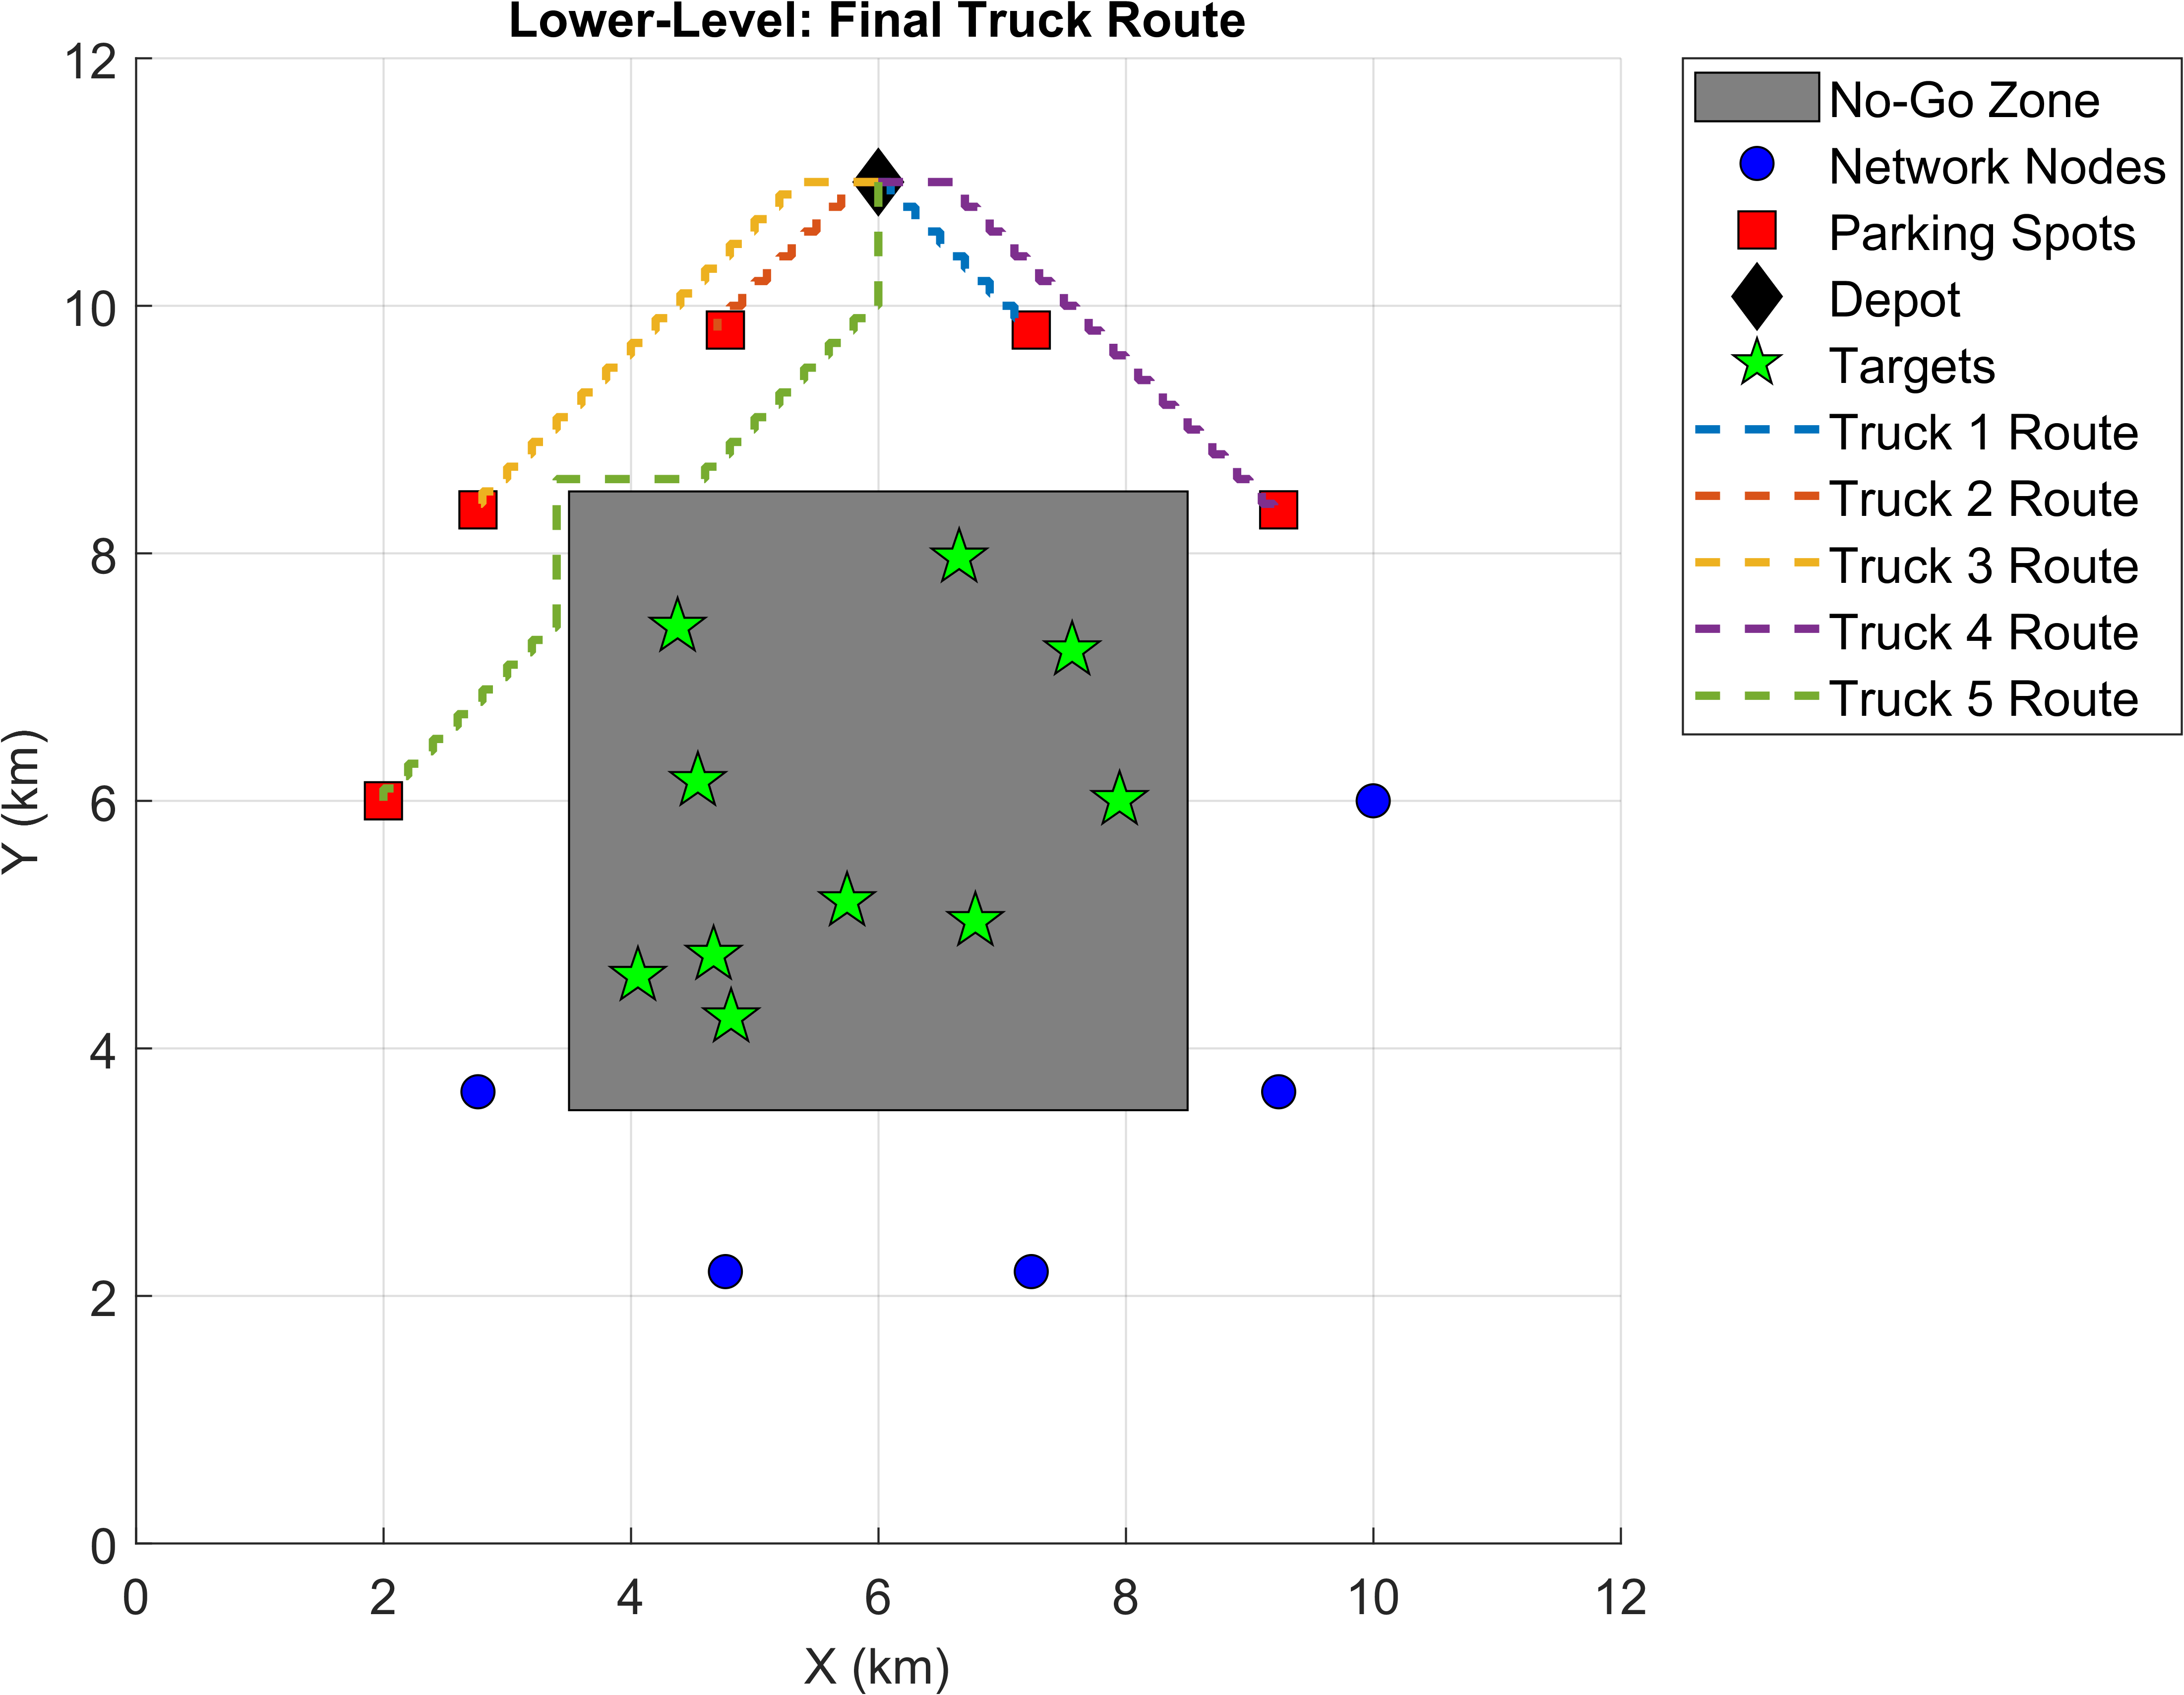 Lower-Level: Final Truck Route
12
10
8
6
4
2
0
Y (km)
0 2 4 6 8 10 12
X (km)
No-Go Zone
Network Nodes
Parking Spots
Depot
Targets
Truck 1 Route
Truck 2 Route
Truck 3 Route
Truck 4 Route
Truck 5 Route